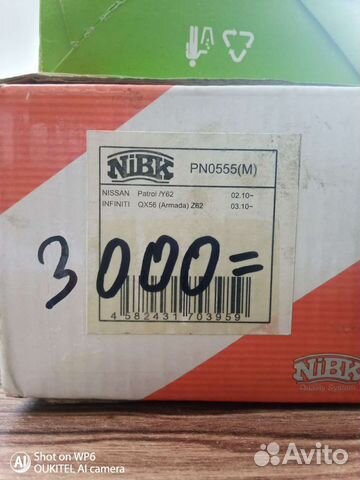 NiBK
PN0555(M)
NISSAN Patrol /Y62 02.10~
INFINITI QX56 (Armada) Z62 03.10~
3000=
4 582431 703959
NiBK
Quality System
Shot on WP6
OUKITEL AI camera
Avito